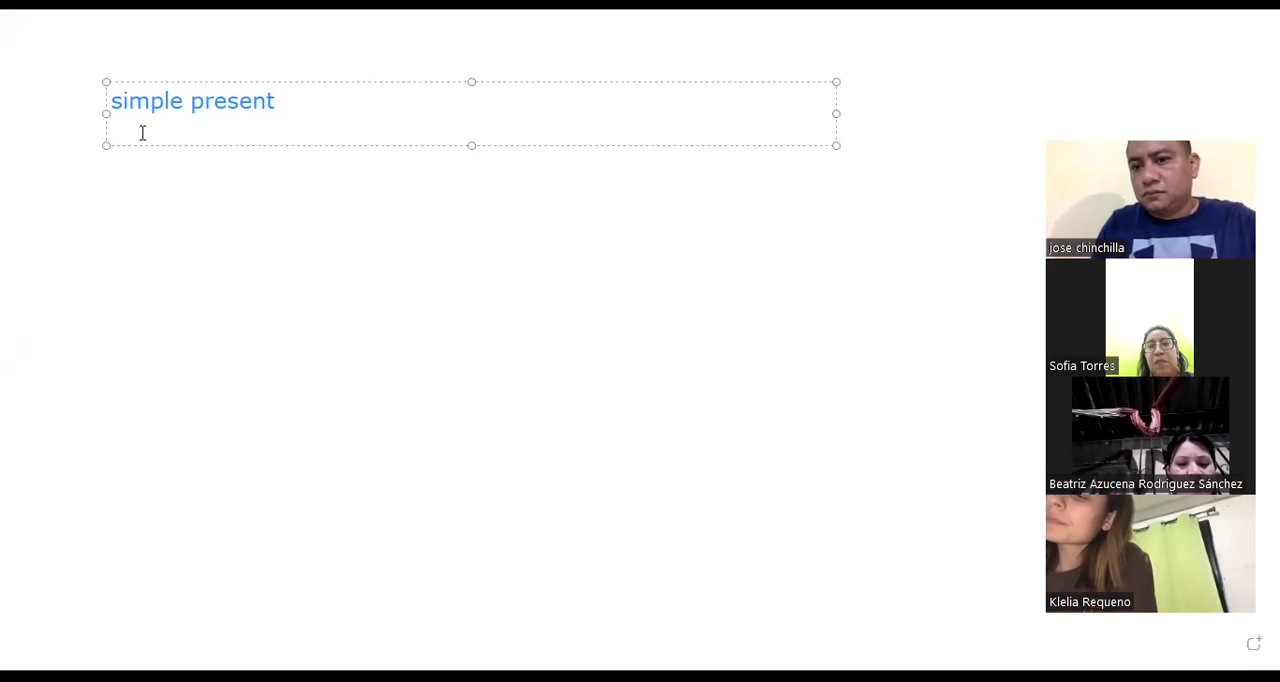 simple present
jose chinchilla
Sofia Torres
Beatriz Azucena Rodriguez Sánchez
Klelia Requeno